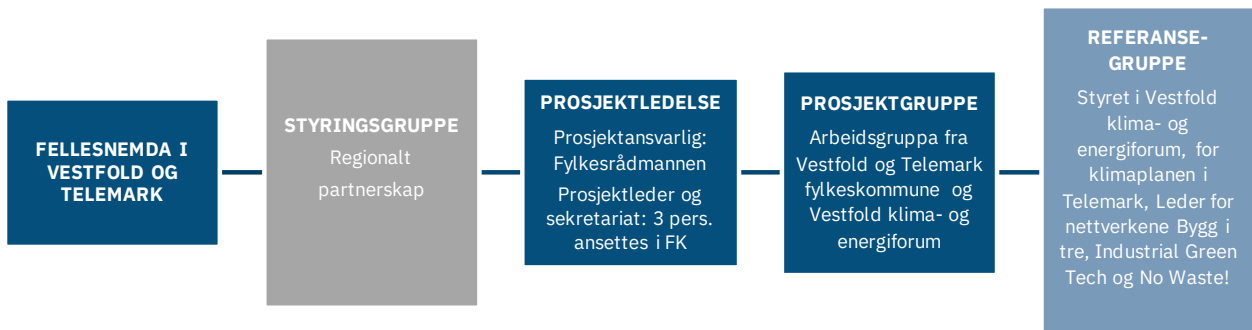 FELLESNEMDA I
VESTFOLD OG
TELEMARK
STYRINGSGRUPPE
Regionalt
partnerskap
PROSJEKTLEDELSE
Prosjektansvarlig:
Fylkesrådmannen
Prosjektleder og
sekretariat: 3 pers.
ansettes i FK
PROSJEKTGRUPPE
Arbeidsgruppa fra
Vestfold og Telemark
fylkeskommune og
Vestfold klima- og
energiforum
REFERANSE-
GRUPPE
Styret i Vestfold
klima- og
energiforum, for
klimaplanen i
Telemark, Leder for
nettverkene Bygg i
tre, Industrial Green
Tech og No Waste!